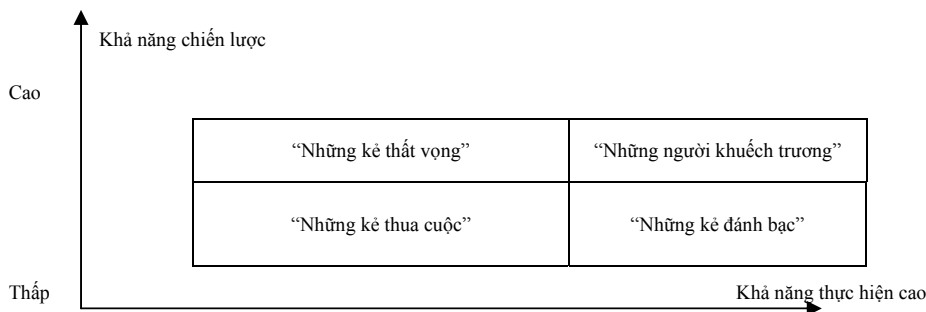 Khả năng chiến lược
Cao
“Những kẻ thất vọng”
“Những người khuếch trương”
“Những kẻ thua cuộc”
“Những kẻ đánh bạc”
Thấp
Khả năng thực hiện cao